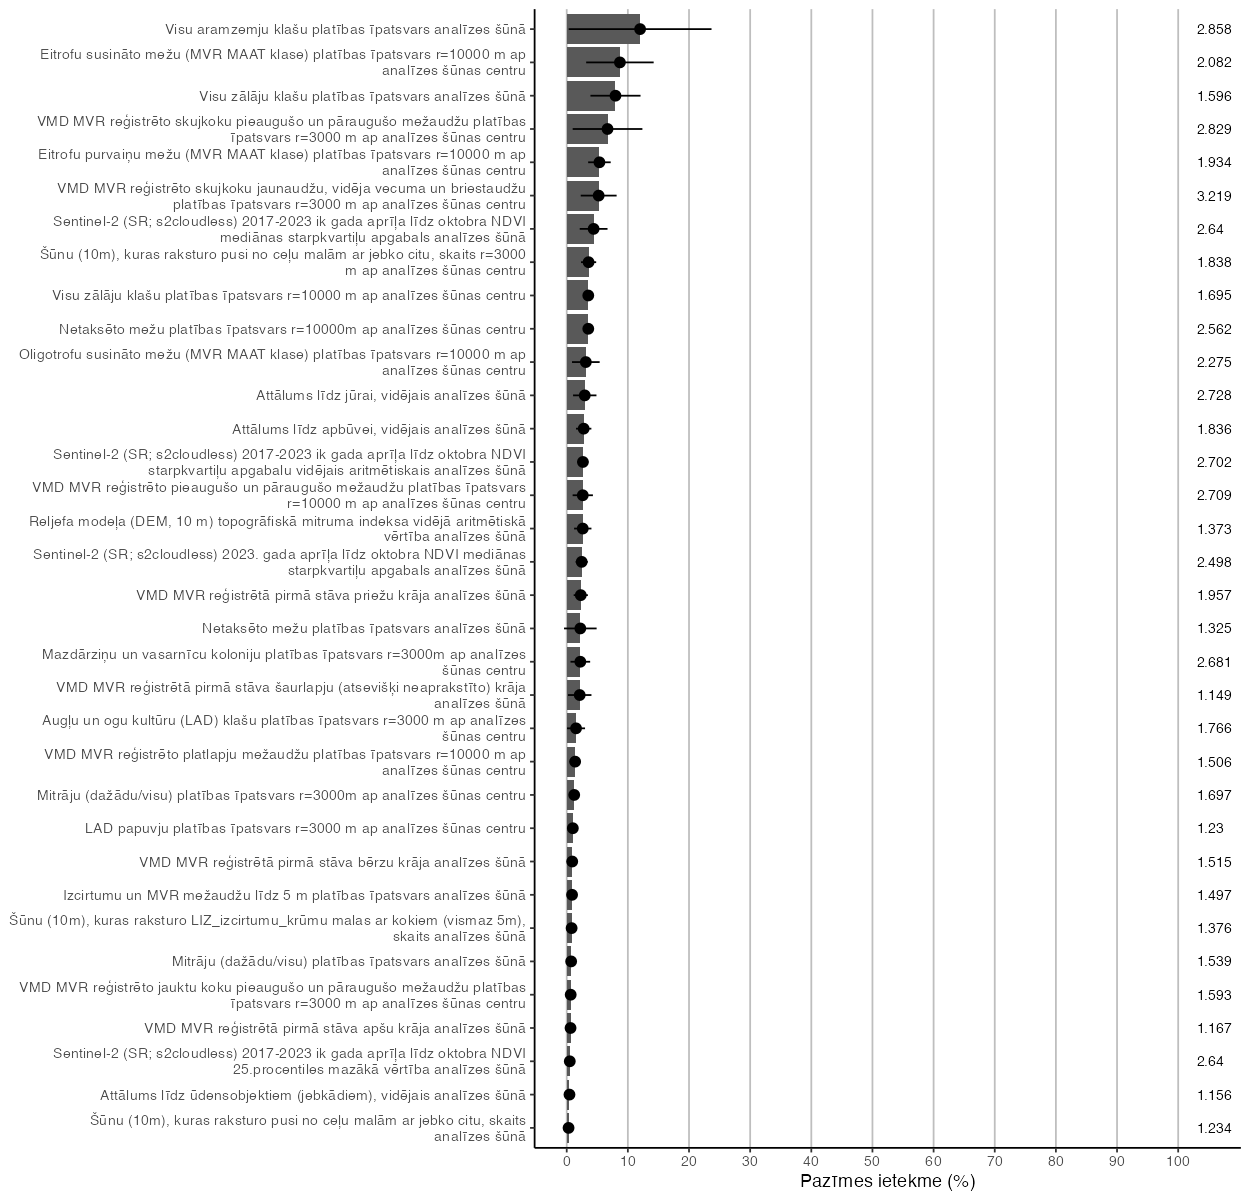 Visu aramzemju klašu platības īpatsvars analīzes šūnā
2.858
Eitrofu susināto mežu (MVR MAAT klase) platības īpatsvars r=10000 m ap
analīzes šūnas centru
2.082
Visu zālāju klašu platības īpatsvars analīzes šūnā
1.596
VMD MVR reģistrēto skujkoku pieaugušo un pāraugušo mežaudžu platības
īpatsvars r=3000 m ap analīzes šūnas centru
2.829
Eitrofu purvaiņu mežu (MVR MAAT klase) platības īpatsvars r=10000 m ap
analīzes šūnas centru
1.934
VMD MVR reģistrēto skujkoku jaunaudžu, vidēja vecuma un briestaudžu
platības īpatsvars r=3000 m ap analīzes šūnas centru
3.219
Sentinel-2 (SR; s2cloudless) 2017-2023 ik gada aprīļa līdz oktobra NDVI
mediānas starpkvartiļu apgabals analīzes šūnā
2.64
Šūnu (10m), kuras raksturo pusi no ceļu malām ar jebko citu, skaits r=3000
m ap analīzes šūnas centru
1.838
Visu zālāju klašu platības īpatsvars r=10000 m ap analīzes šūnas centru
1.695
Netaksēto mežu platības īpatsvars r=10000m ap analīzes šūnas centru
2.562
Oligotrofu susināto mežu (MVR MAAT klase) platības īpatsvars r=10000 m ap
analīzes šūnas centru
2.275
Attālums līdz jūrai, vidējais analīzes šūnā
2.728
Attālums līdz apbūvei, vidējais analīzes šūnā
1.836
Sentinel-2 (SR; s2cloudless) 2017-2023 ik gada aprīļa līdz oktobra NDVI
starpkvartiļu apgabalu vidējais aritmētiskais analīzes šūnā
2.702
VMD MVR reģistrēto pieaugušo un pāraugušo mežaudžu platības īpatsvars
r=10000 m ap analīzes šūnas centru
2.709
Reljefa modeļa (DEM, 10 m) topogrāfiskā mitruma indeksa vidējā aritmētiskā
vērtība analīzes šūnā
1.373
Sentinel-2 (SR; s2cloudless) 2023. gada aprīļa līdz oktobra NDVI mediānas
starpkvartiļu apgabals analīzes šūnā
2.498
VMD MVR reģistrētā pirmā stāva priežu krāja analīzes šūnā
1.957
Netaksēto mežu platības īpatsvars analīzes šūnā
1.325
Mazdārziņu un vasarnīcu koloniju platības īpatsvars r=3000m ap analīzes
šūnas centru
2.681
VMD MVR reģistrētā pirmā stāva šaurlapju (atsevišķi neaprakstīto) krāja
analīzes šūnā
1.149
Augļu un ogu kultūru (LAD) klašu platības īpatsvars r=3000 m ap analīzes
šūnas centru
1.766
VMD MVR reģistrēto platlapju mežaudžu platības īpatsvars r=10000 m ap
analīzes šūnas centru
1.506
Mitrāju (dažādu/visu) platības īpatsvars r=3000m ap analīzes šūnas centru
1.697
LAD papuvju platības īpatsvars r=3000 m ap analīzes šūnas centru
1.23
VMD MVR reģistrētā pirmā stāva bērzu krāja analīzes šūnā
1.515
Izcirtumu un MVR mežaudžu līdz 5 m platības īpatsvars analīzes šūnā
1.497
Šūnu (10m), kuras raksturo LIZ_izcirtumu_krūmu malas ar kokiem (vismaz 5m),
skaits analīzes šūnā
1.376
Mitrāju (dažādu/visu) platības īpatsvars analīzes šūnā
1.539
VMD MVR reģistrēto jauktu koku pieaugušo un pāraugušo mežaudžu platības
īpatsvars r=3000 m ap analīzes šūnas centru
1.593
VMD MVR reģistrētā pirmā stāva apšu krāja analīzes šūnā
1.167
Sentinel-2 (SR; s2cloudless) 2017-2023 ik gada aprīļa līdz oktobra NDVI
25.procentiles mazākā vērtība analīzes šūnā
2.64
Attālums līdz ūdensobjektiem (jebkādiem), vidējais analīzes šūnā
1.156
Šūnu (10m), kuras raksturo pusi no ceļu malām ar jebko citu, skaits
analīzes šūnā
1.234
0 10 20 30 40 50 60 70 80 90 100
Pazīmes ietekme (%)